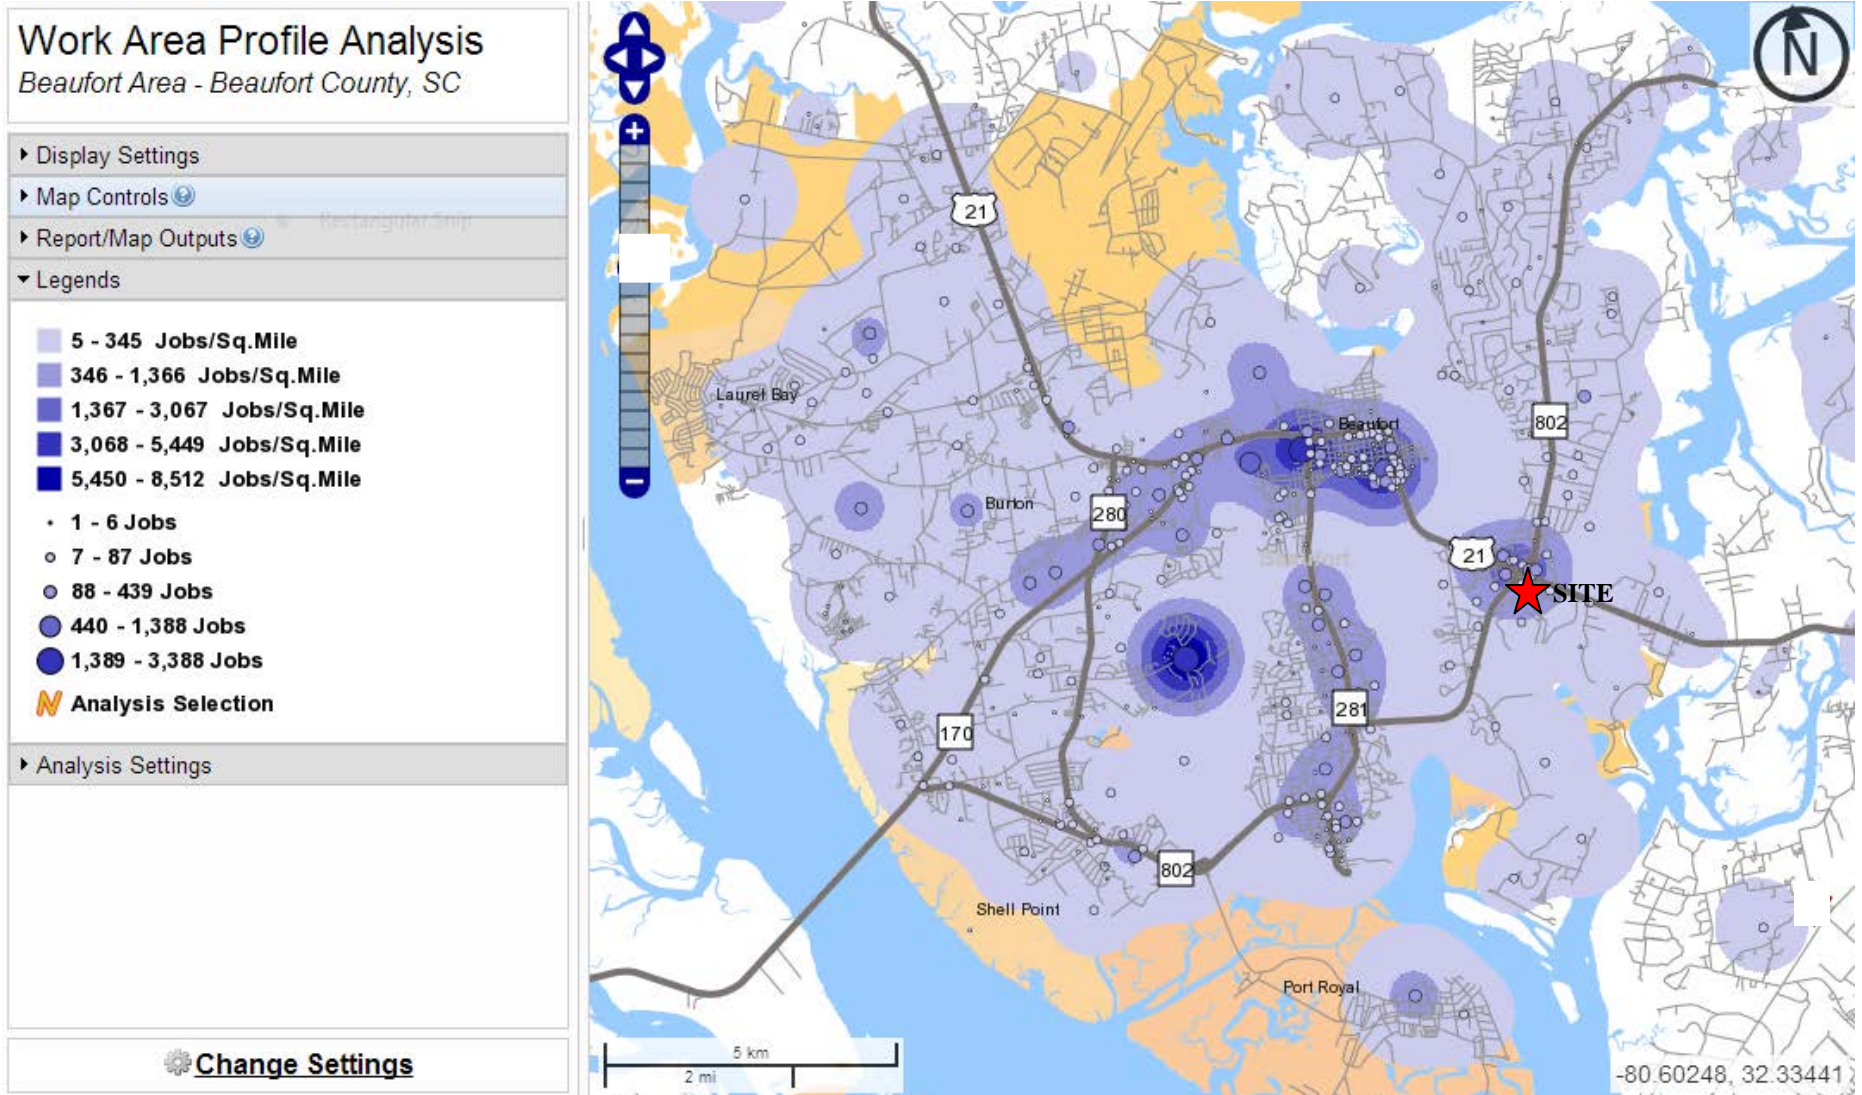 Work Area Profile Analysis
Beaufort Area - Beaufort County, SC
Display Settings
Map Controls ?
Rectangular Snip
Report/Map Outputs ?
Legends
5 - 345 Jobs/Sq.Mile
346 - 1,366 Jobs/Sq.Mile
1,367 - 3,067 Jobs/Sq.Mile
3,068 - 5,449 Jobs/Sq.Mile
5,450 - 8,512 Jobs/Sq.Mile
1 - 6 Jobs
7 - 87 Jobs
88 - 439 Jobs
440 - 1,388 Jobs
1,389 - 3,388 Jobs
N Analysis Selection
Analysis Settings
Change Settings
+
−
N
21
Laurel Bay
Beaufort
802
Burton
280
Beaufort
21
SITE
281
170
802
Shell Point
Port Royal
5 km
2 mi
-80.60248, 32.33441